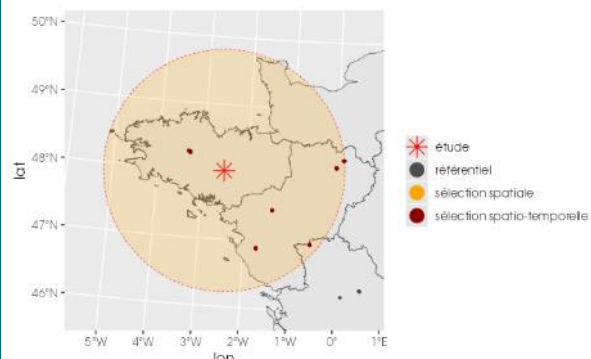 50°N
49°N
48°N
47°N
46°N
lat
5°W 4°W 3°W 2°W 1°W 0° 1°E
lon
étude
référentiel
sélection spatiale
sélection spatio-temporelle